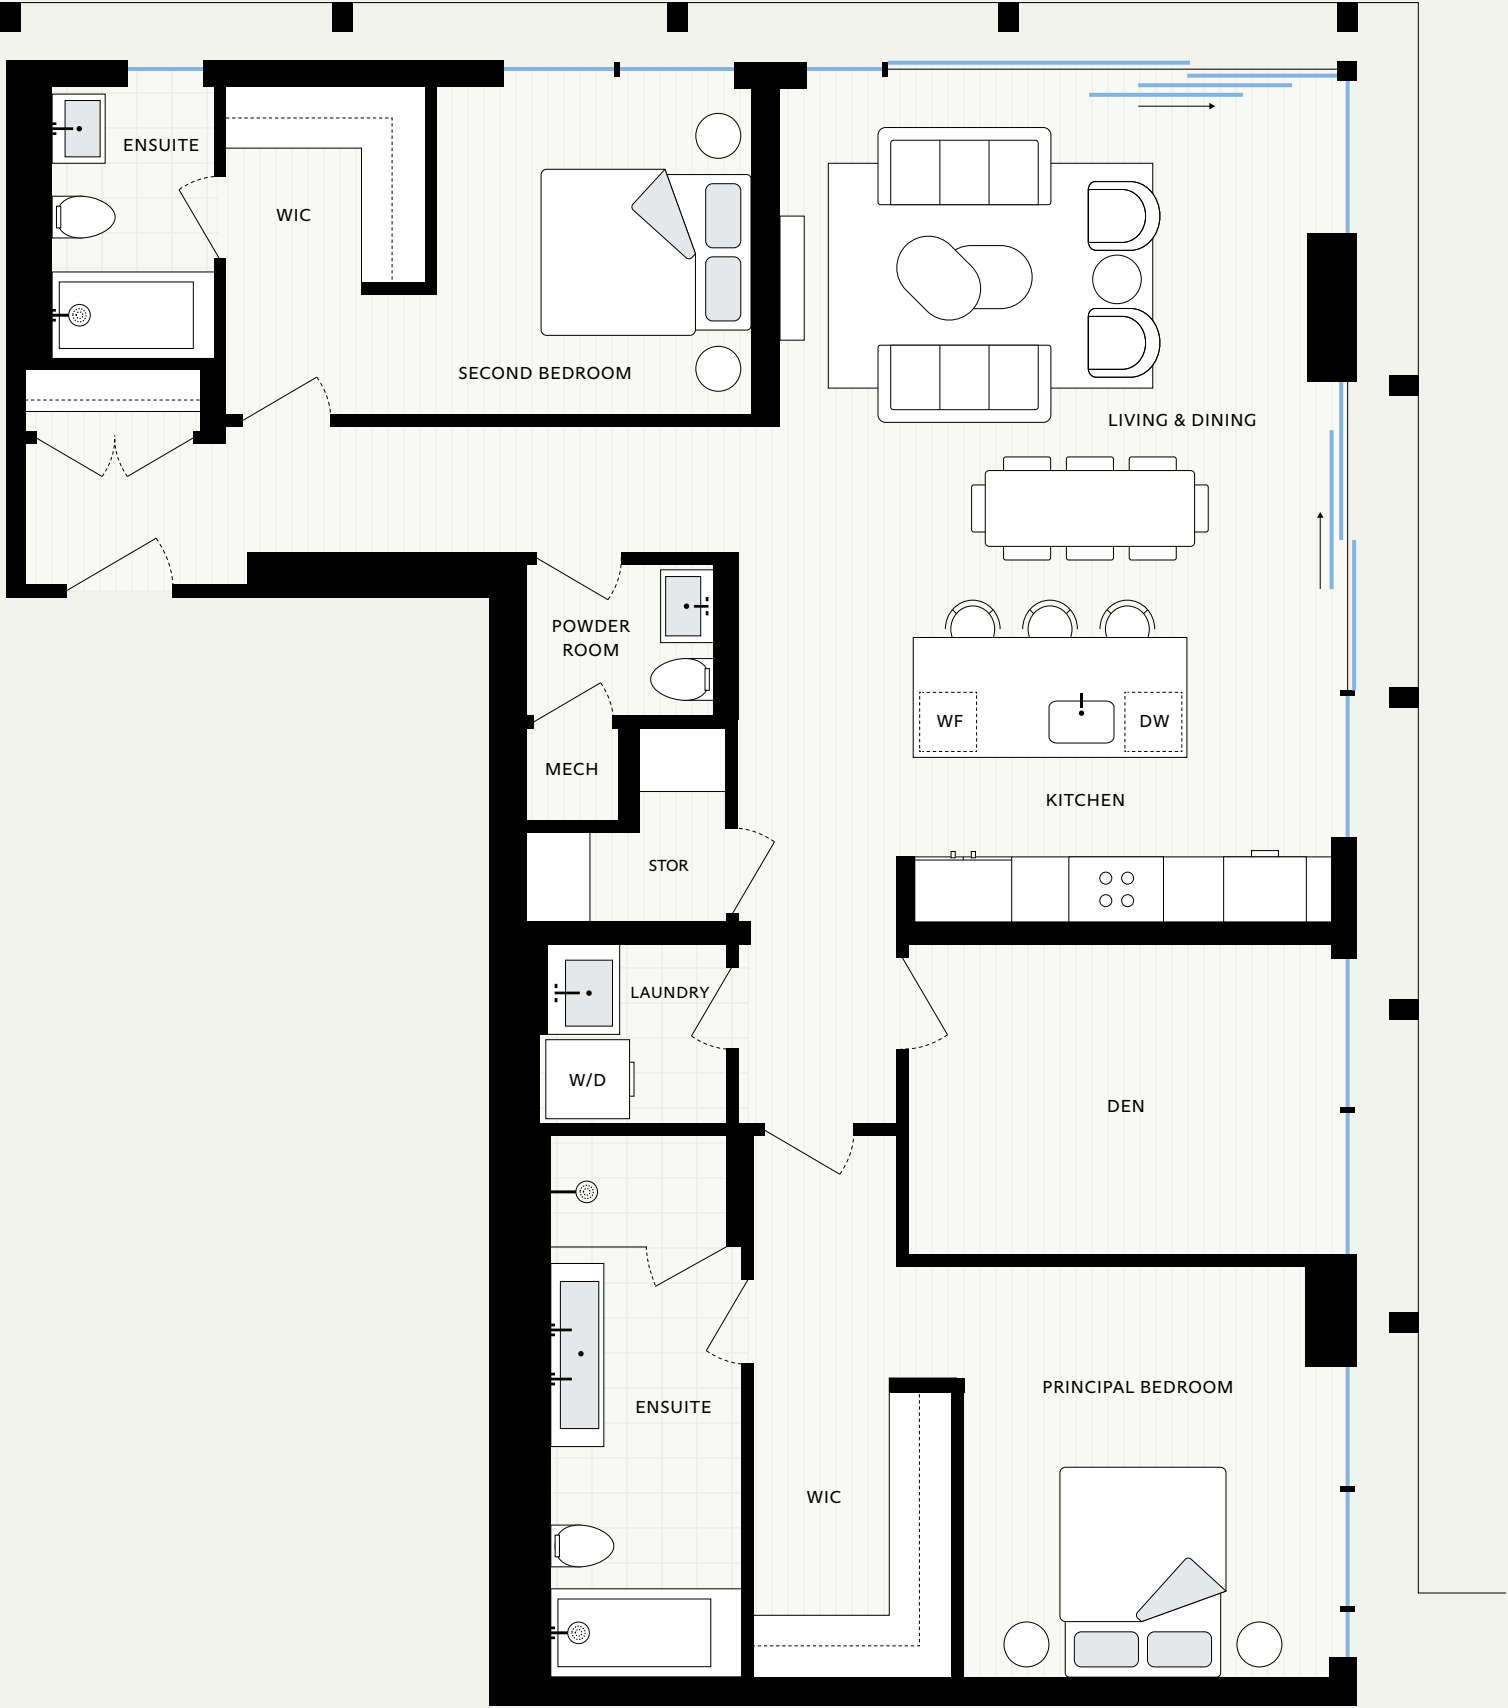 ENSUITE
WIC
SECOND BEDROOM
LIVING & DINING
POWDER
ROOM
WF
DW
MECH
KITCHEN
STOR
LAUNDRY
W/D
DEN
PRINCIPAL BEDROOM
ENSUITE
WIC